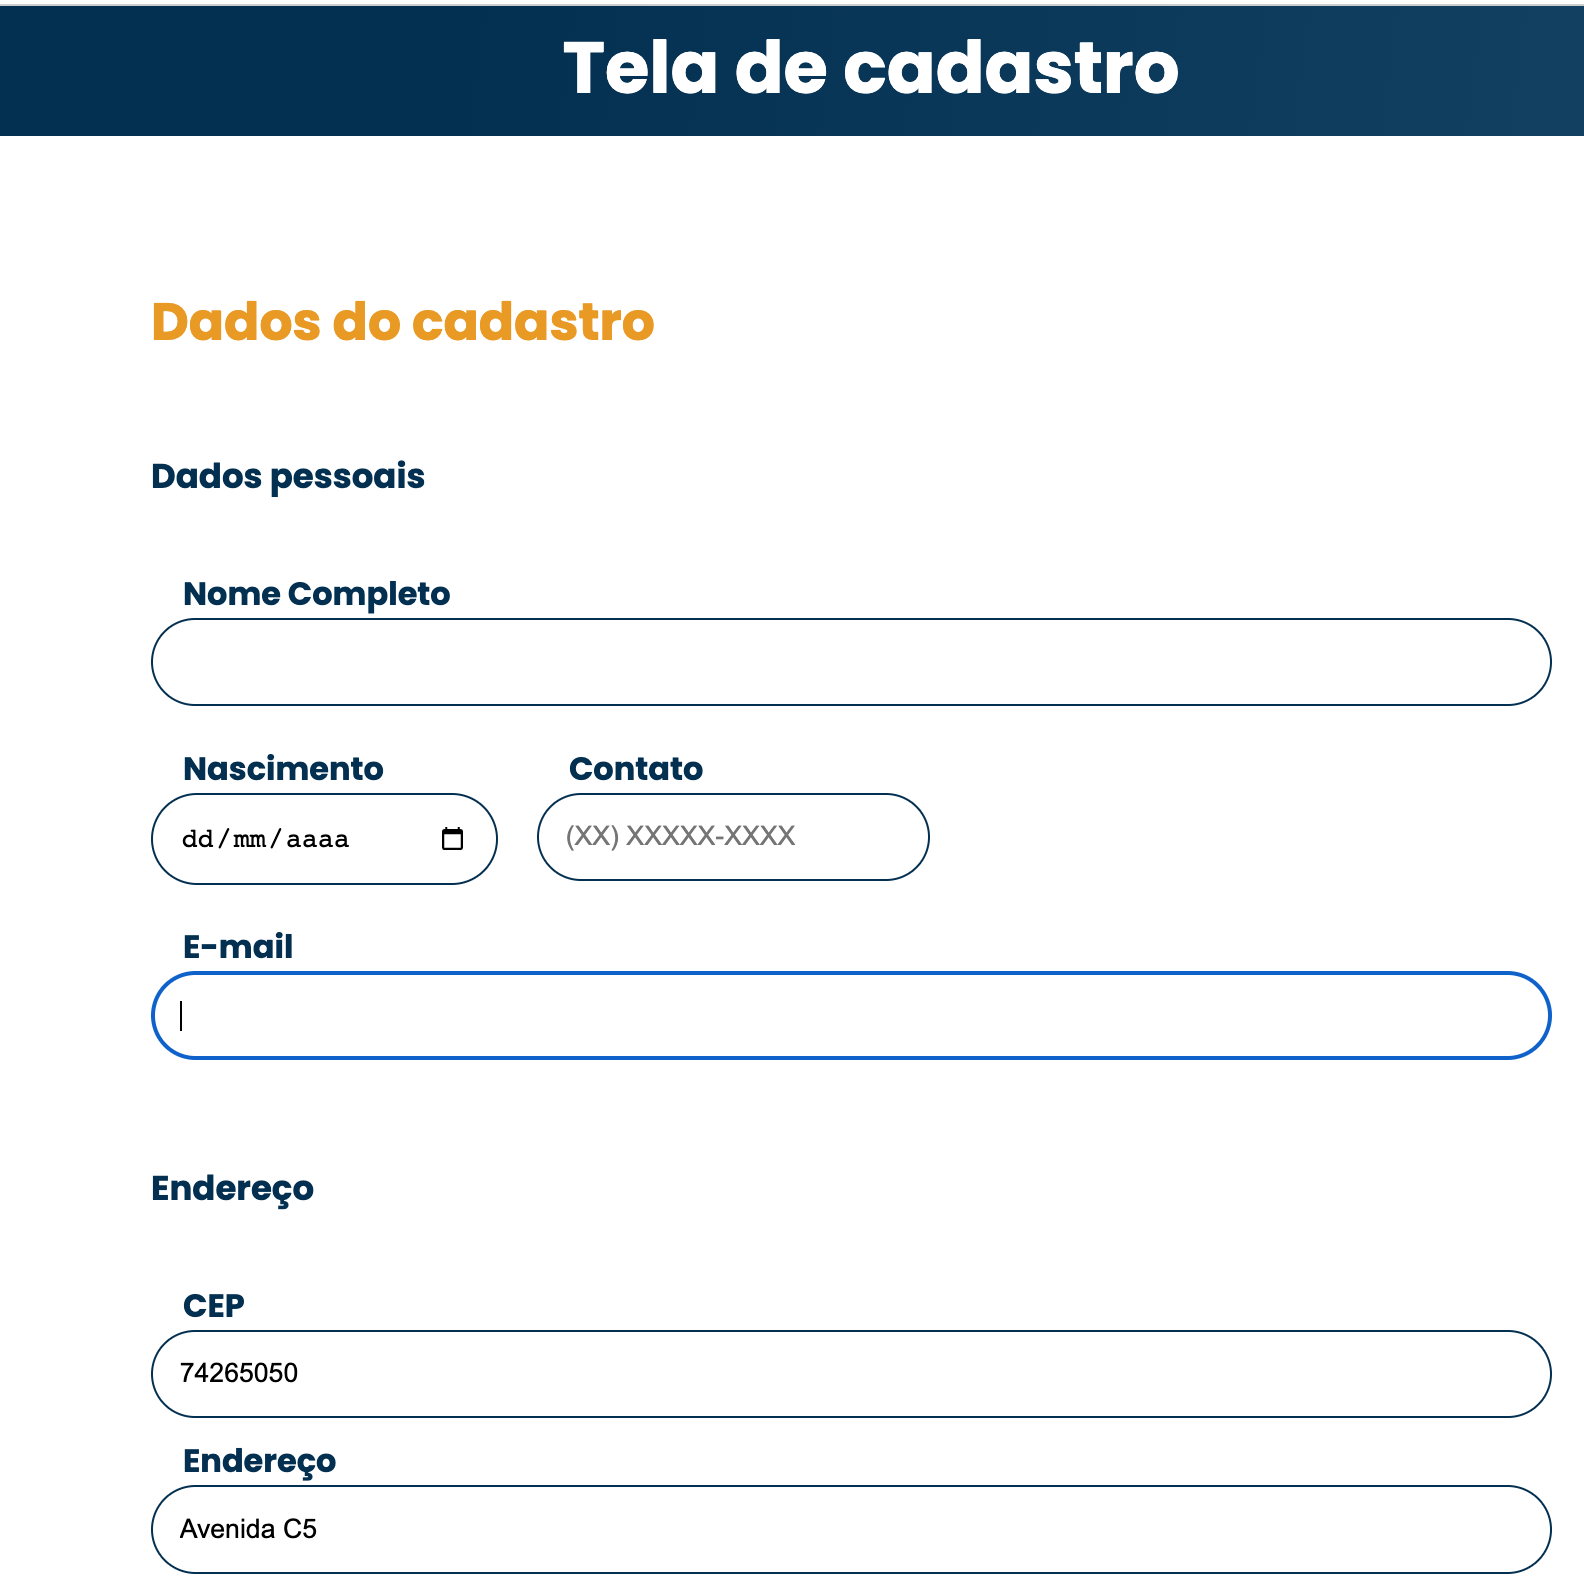 Tela de cadastro
Dados do cadastro
Dados pessoais
Nome Completo
Nascimento Contato
dd/mm/aaaa (XX) XXXXX-XXXX
E-mail
Endereço
CEP
74265050
Endereço
Avenida C5